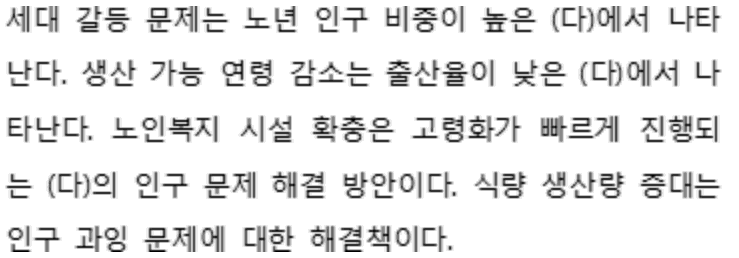 세대 갈등 문제는 노년 인구 비중이 높은 (다)에서 나타
난다. 생산 가능 연령 감소는 출산율이 낮은 (다)에서 나
타난다. 노인복지 시설 확충은 고령화가 빠르게 진행되
는 (다)의 인구 문제 해결 방안이다. 식량 생산량 증대는
인구 과잉 문제에 대한 해결책이다.